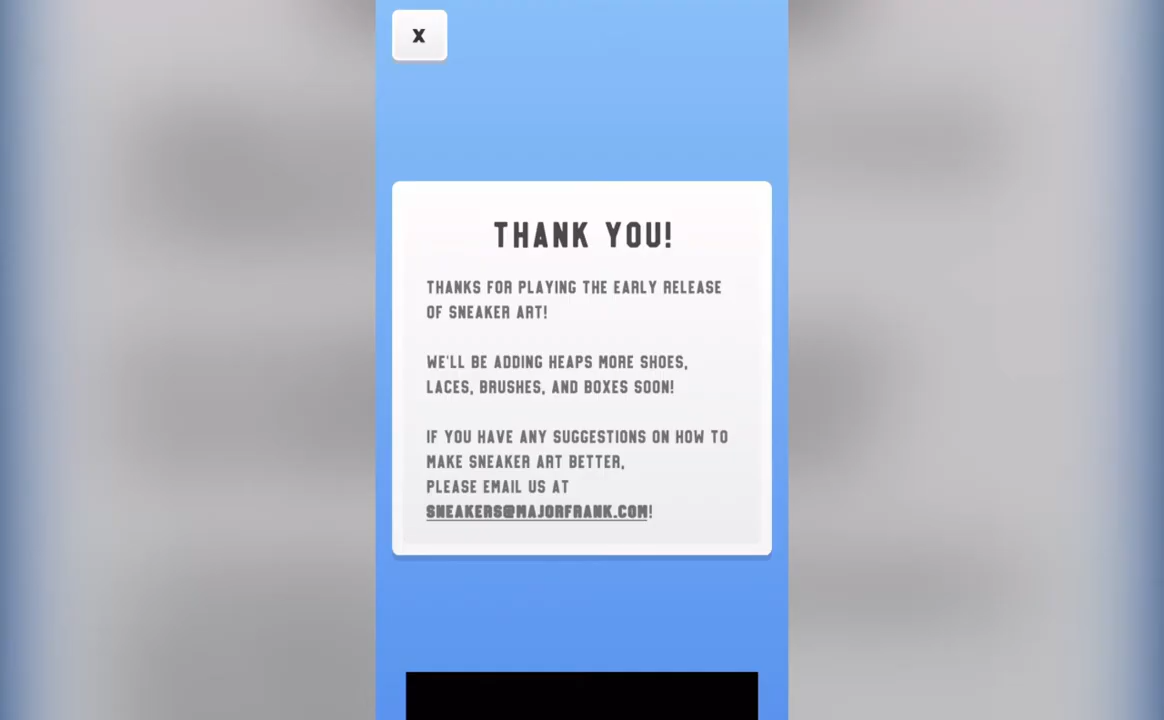 X
THANK YOU!
THANKS FOR PLAYING THE EARLY RELEASE
OF SNEAKER ART!
WE'LL BE ADDING HEAPS MORE SHOES,
LACES, BRUSHES, AND BOXES SOON!
IF YOU HAVE ANY SUGGESTIONS ON HOW TO
MAKE SNEAKER ART BETTER,
PLEASE EMAIL US AT
SNEAKERS@MAJORFRANK.COM!